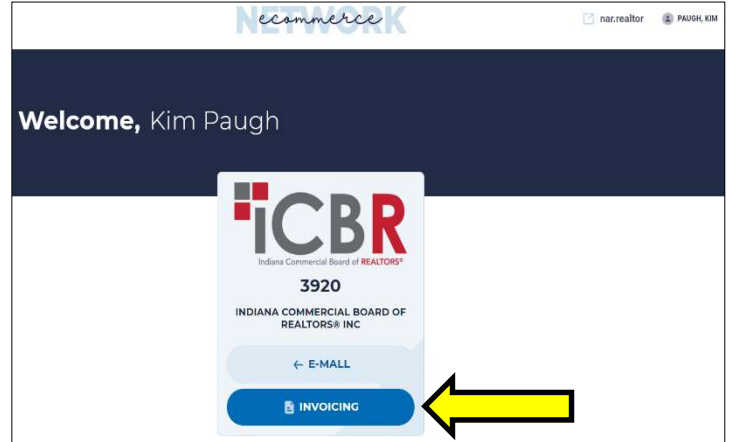 NETWORK
ecommerce
nar.realtor
PAUGH, KIM
Welcome, Kim Paugh
iCBR
Indiana Commercial Board of REALTORS®
3920
INDIANA COMMERCIAL BOARD OF
REALTORS® INC
← E-MALL
INVOICING